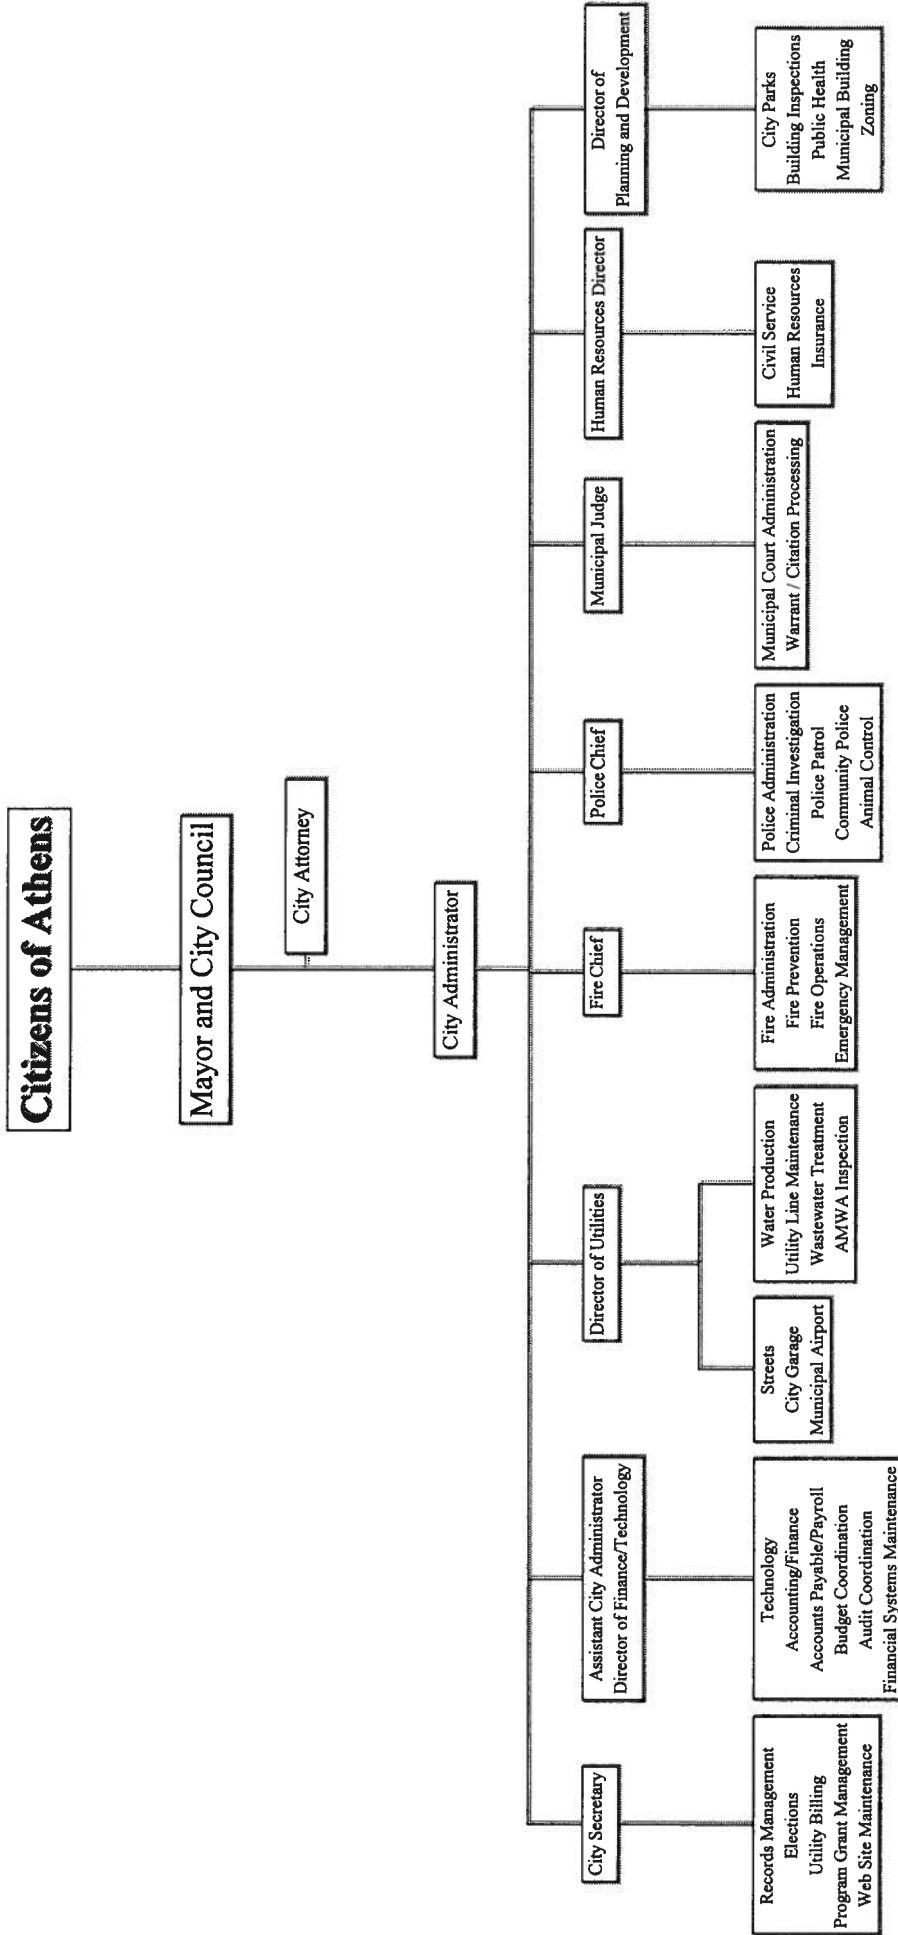 Citizens of Athens
Mayor and City Council
City Attorney
City Administrator
City Secretary
Assistant City Administrator
Director of Finance/Technology
Director of Utilities
Fire Chief
Police Chief
Municipal Judge
Human Resources Director
Director of
Planning and Development
Records Management
Elections
Utility Billing
Program Grant Management
Web Site Maintenance
Technology
Accounting/Finance
Accounts Payable/Payroll
Budget Coordination
Audit Coordination
Financial Systems Maintenance
Streets
City Garage
Municipal Airport
Water Production
Utility Line Maintenance
Wastewater Treatment
AMWA Inspection
Fire Administration
Fire Prevention
Fire Operations
Emergency Management
Police Administration
Criminal Investigation
Police Patrol
Community Police
Animal Control
Municipal Court Administration
Warrant / Citation Processing
Civil Service
Human Resources
Insurance
City Parks
Building Inspections
Public Health
Municipal Building
Zoning